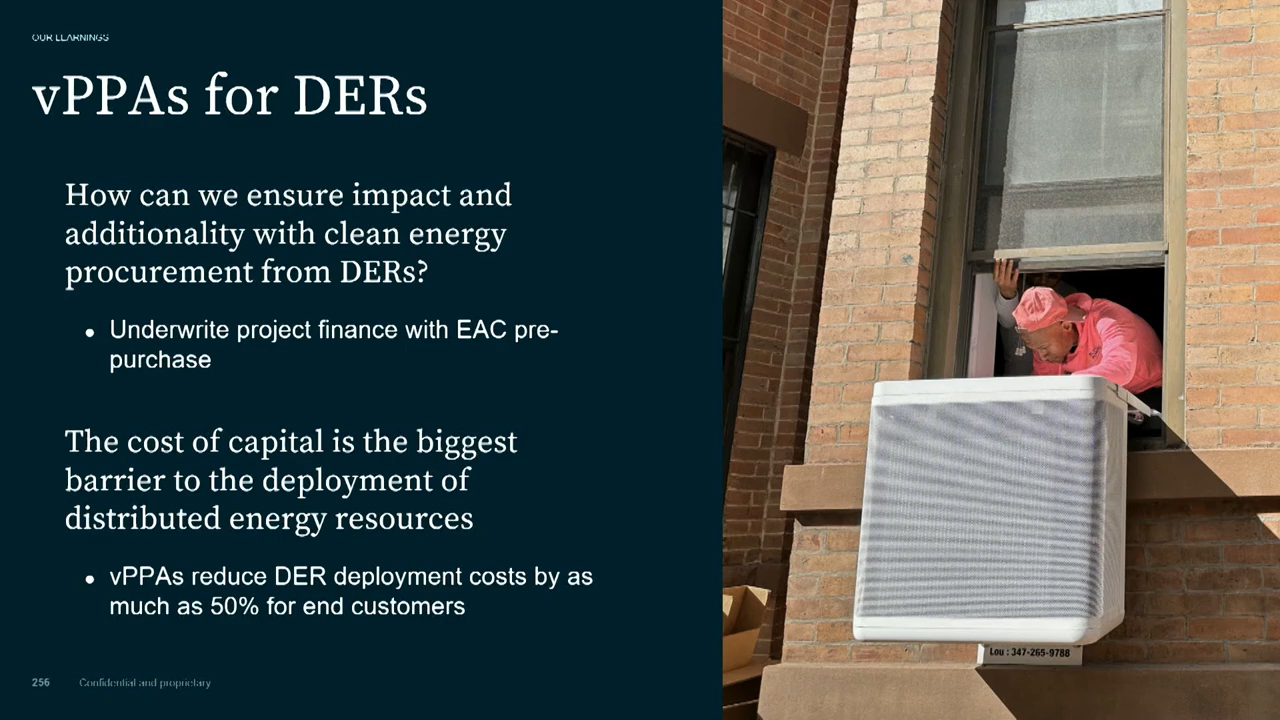 OUR LEARNINGS
vPPAs for DERs
How can we ensure impact and
additionality with clean energy
procurement from DERs?
• Underwrite project finance with EAC pre-
purchase
The cost of capital is the biggest
barrier to the deployment of
distributed energy resources
• vPPAs reduce DER deployment costs by as
much as 50% for end customers
256 Confidential and proprietary
Lou : 347-265-9788